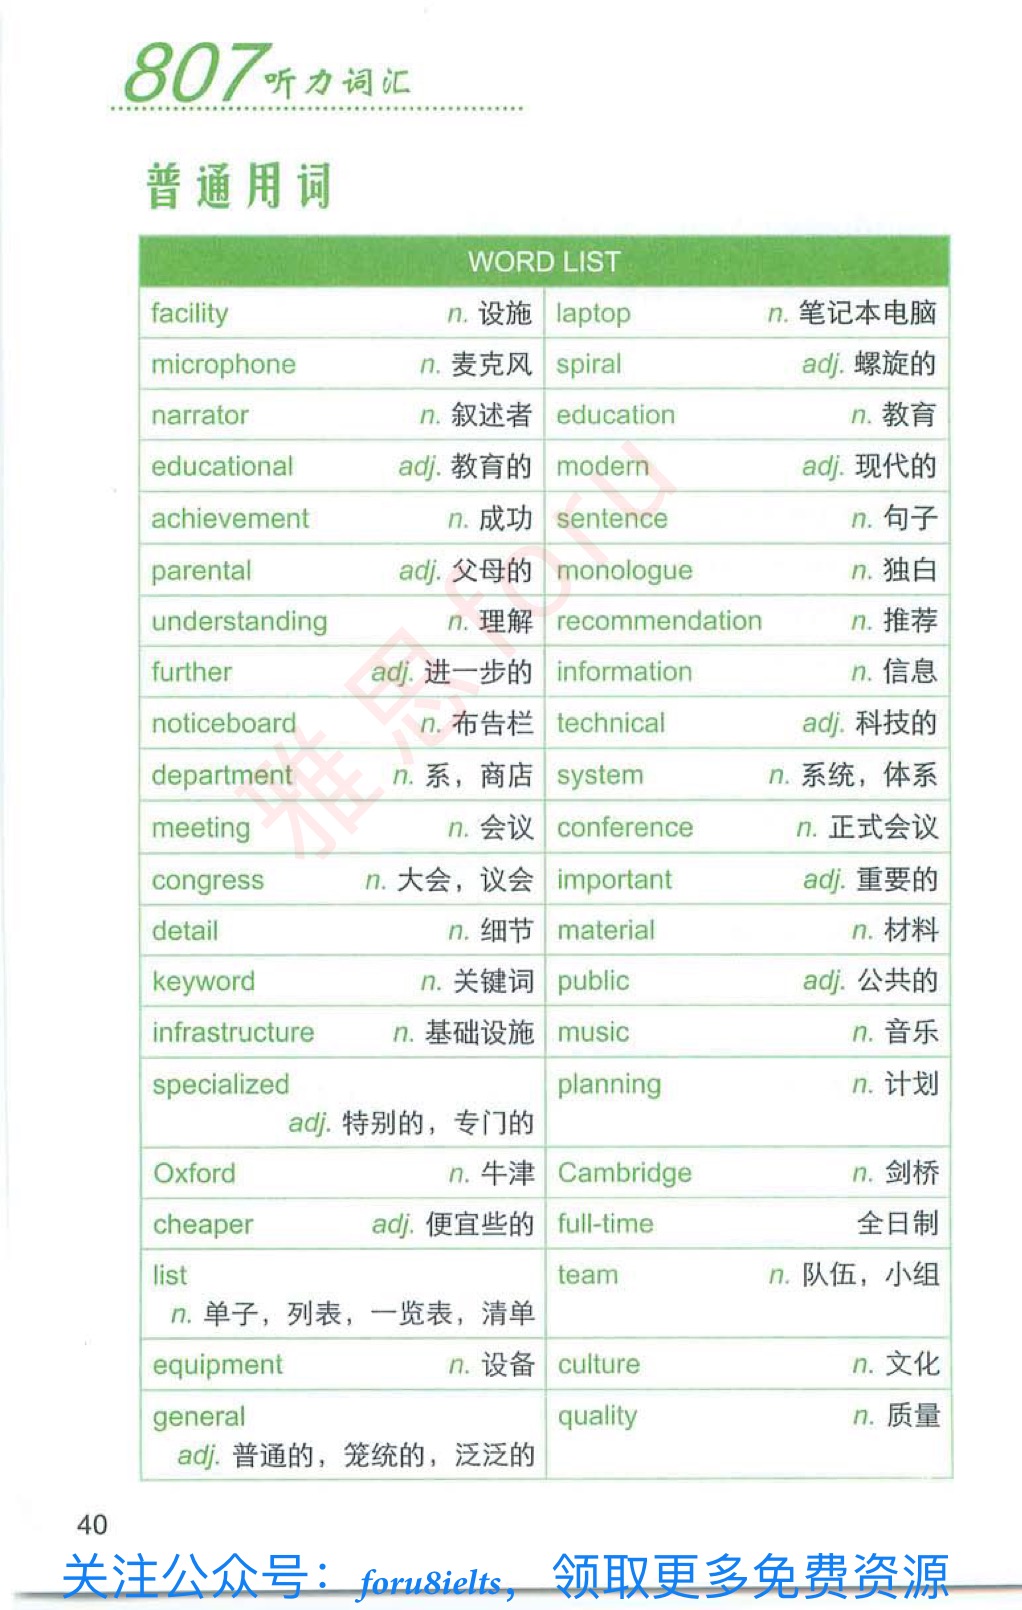 807听力词汇
普通用词
WORD LIST
facility n. 设施 laptop n. 笔记本电脑
microphone n. 麦克风 spiral adj. 螺旋的
narrator n. 叙述者 education n. 教育
educational adj. 教育的 modern adj. 现代的
achievement n. 成功 sentence n. 句子
parental adj. 父母的 monologue n. 独白
understanding n. 理解 recommendation n. 推荐
further adj. 进一步的 information n. 信息
noticeboard n. 布告栏 technical adj. 科技的
department n. 系，商店 system n. 系统，体系
meeting n. 会议 conference n. 正式会议
congress n. 大会，议会 important adj. 重要的
detail n. 细节 material n. 材料
keyword n. 关键词 public adj. 公共的
infrastructure n. 基础设施 music n. 音乐
specialized planning n. 计划
adj. 特别的，专门的
Oxford n. 牛津 Cambridge n. 剑桥
cheaper adj. 便宜些的 full-time 全日制
list team n. 队伍，小组
n. 单子，列表，一览表，清单
equipment n. 设备 culture n. 文化
general quality n. 质量
adj. 普通的，笼统的，泛泛的
雅思foru
40
关注公众号：foru8ielts，领取更多免费资源